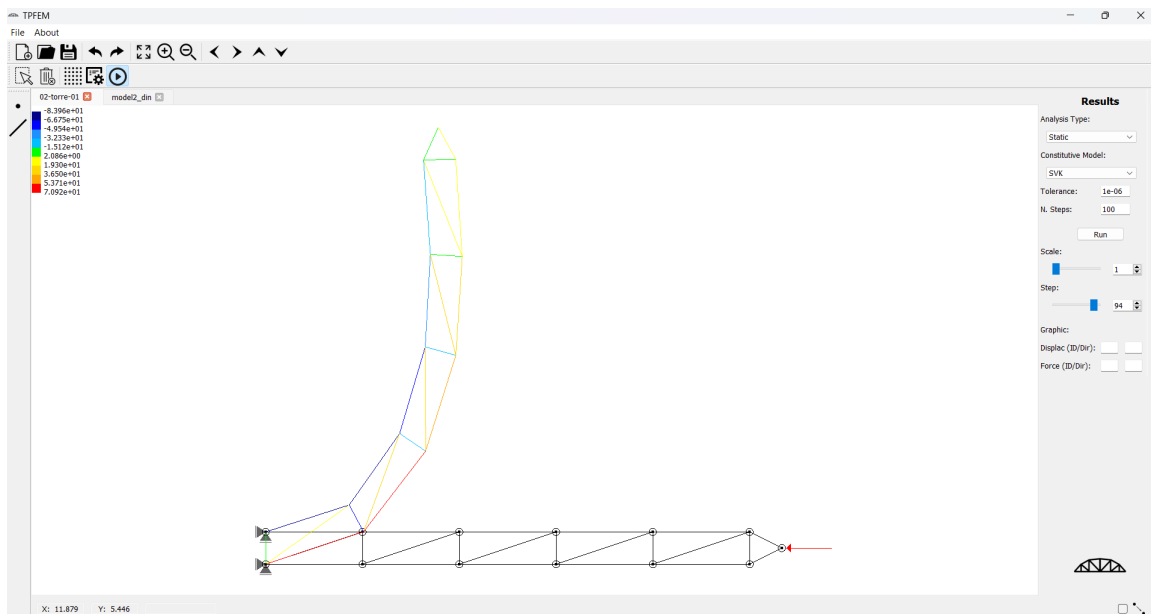 TPFEM
File About
02-torre-01 model2_din
-8.396e+01
-6.675e+01
-4.954e+01
-3.233e+01
-1.512e+01
2.086e+00
1.930e+01
3.650e+01
5.371e+01
7.092e+01
Results
Analysis Type:
Static
Constitutive Model:
SVK
Tolerance: 1e-06
N. Steps: 100
Run
Scale:
1
Step:
94
Graphic:
Displac (ID/Dir):
Force (ID/Dir):
X: 11.879 Y: 5.446